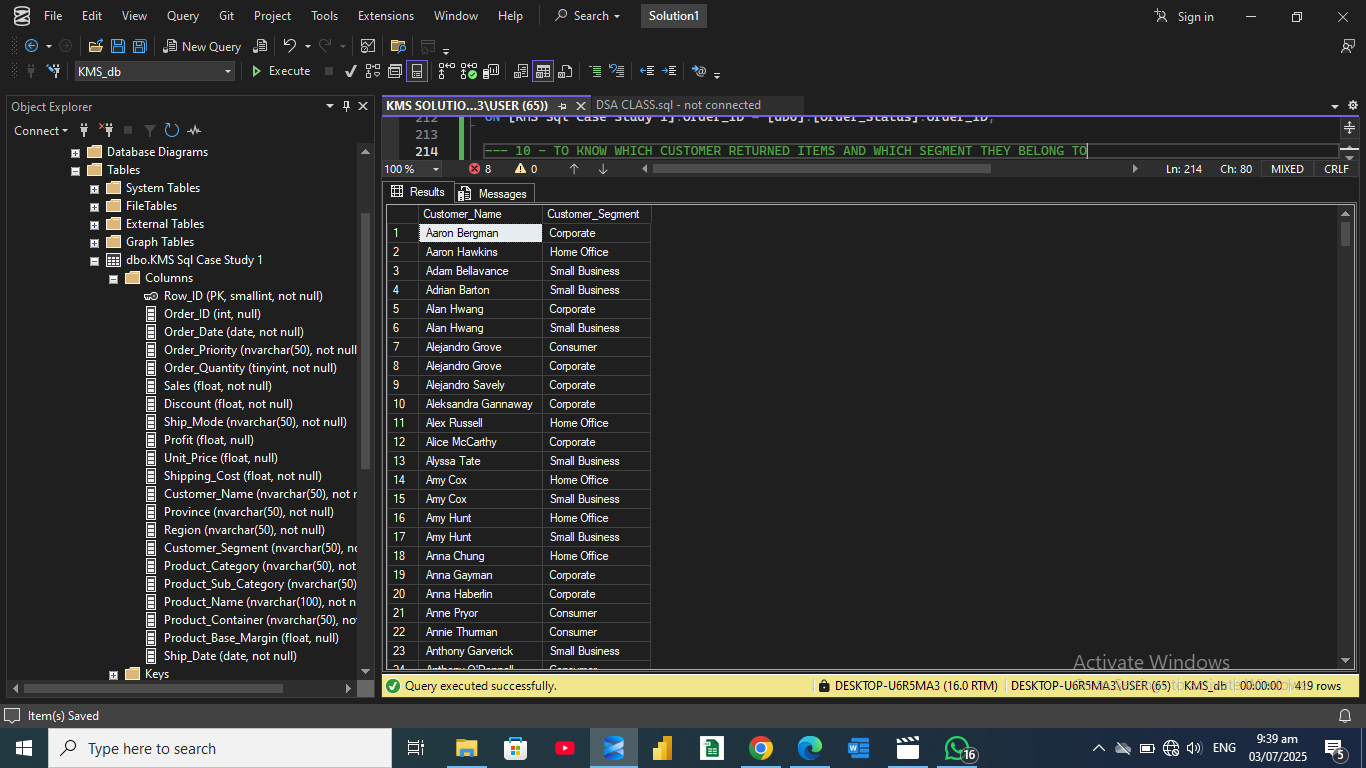 File Edit View Query Git Project Tools Extensions Window Help Search Solution1 Sign in
New Query
KMS_db Execute
Object Explorer
Connect
Database Diagrams
Tables
System Tables
FileTables
External Tables
Graph Tables
dbo.KMS Sql Case Study 1
Columns
Row_ID (PK, smallint, not null)
Order_ID (int, null)
Order_Date (date, not null)
Order_Priority (nvarchar(50), not null
Order_Quantity (tinyint, not null)
Sales (float, not null)
Discount (float, not null)
Ship_Mode (nvarchar(50), not null)
Profit (float, null)
Unit_Price (float, null)
Shipping_Cost (float, not null)
Customer_Name (nvarchar(50), not r
Province (nvarchar(50), not null)
Region (nvarchar(50), not null)
Customer_Segment (nvarchar(50), no
Product_Category (nvarchar(50), not
Product_Sub_Category (nvarchar(50)
Product_Name (nvarchar(100), not n
Product_Container (nvarchar(50), not
Product_Base_Margin (float, null)
Ship_Date (date, not null)
Keys
KMS SOLUTIO...3\USER (65)) DSA CLASS.sql - not connected
212 ON [KMS Sql Case Study 1].Order_ID = [dbo].[Order_Status].Order_ID;
213
214 --- 10 - TO KNOW WHICH CUSTOMER RETURNED ITEMS AND WHICH SEGMENT THEY BELONG TO
100 % 8 0 Ln: 214 Ch: 80 MIXED CRLF
Results Messages
Customer_Name Customer_Segment
1 Aaron Bergman Corporate
2 Aaron Hawkins Home Office
3 Adam Bellavance Small Business
4 Adrian Barton Small Business
5 Alan Hwang Corporate
6 Alan Hwang Small Business
7 Alejandro Grove Consumer
8 Alejandro Grove Corporate
9 Alejandro Savely Corporate
10 Aleksandra Gannaway Corporate
11 Alex Russell Home Office
12 Alice McCarthy Corporate
13 Alyssa Tate Small Business
14 Amy Cox Home Office
15 Amy Cox Small Business
16 Amy Hunt Home Office
17 Amy Hunt Small Business
18 Anna Chung Home Office
19 Anna Gayman Corporate
20 Anna Haberlin Corporate
21 Anne Pryor Consumer
22 Annie Thurman Consumer
23 Anthony Garverick Small Business
24 Anthony O'Donnell Consumer
Activate Windows
Query executed successfully. DESKTOP-U6R5MA3 (16.0 RTM) DESKTOP-U6R5MA3\USER (65) KMS_db 00:00:00 419 rows
Item(s) Saved
Type here to search 16 ENG 9:39 am
03/07/2025 5